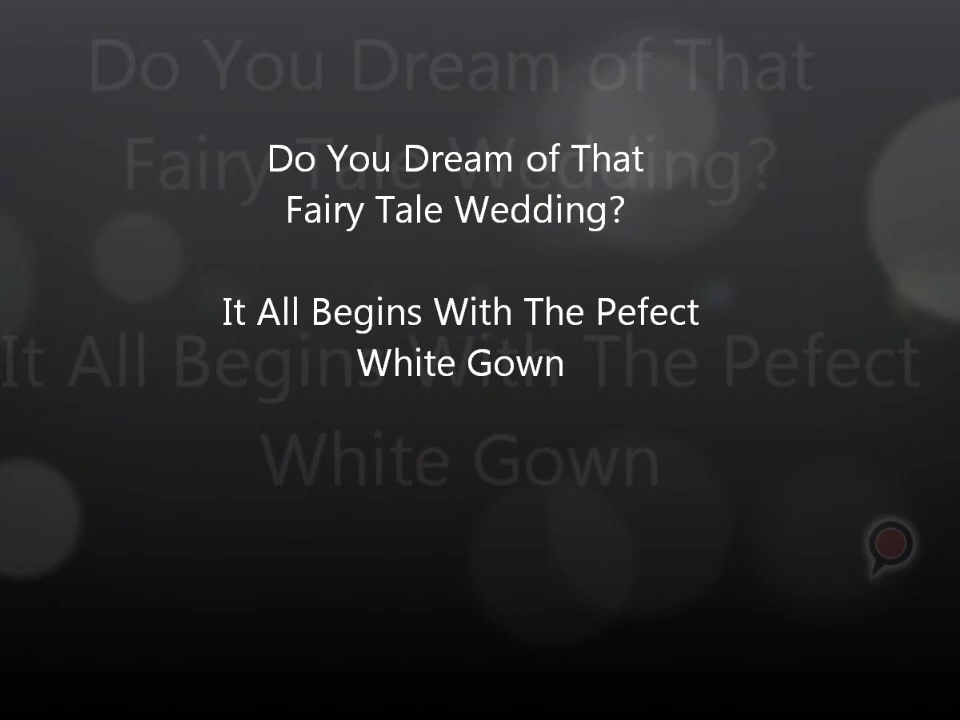 Do You Dream of That
Fairy Tale Wedding?
It All Begins With The Pefect
White Gown